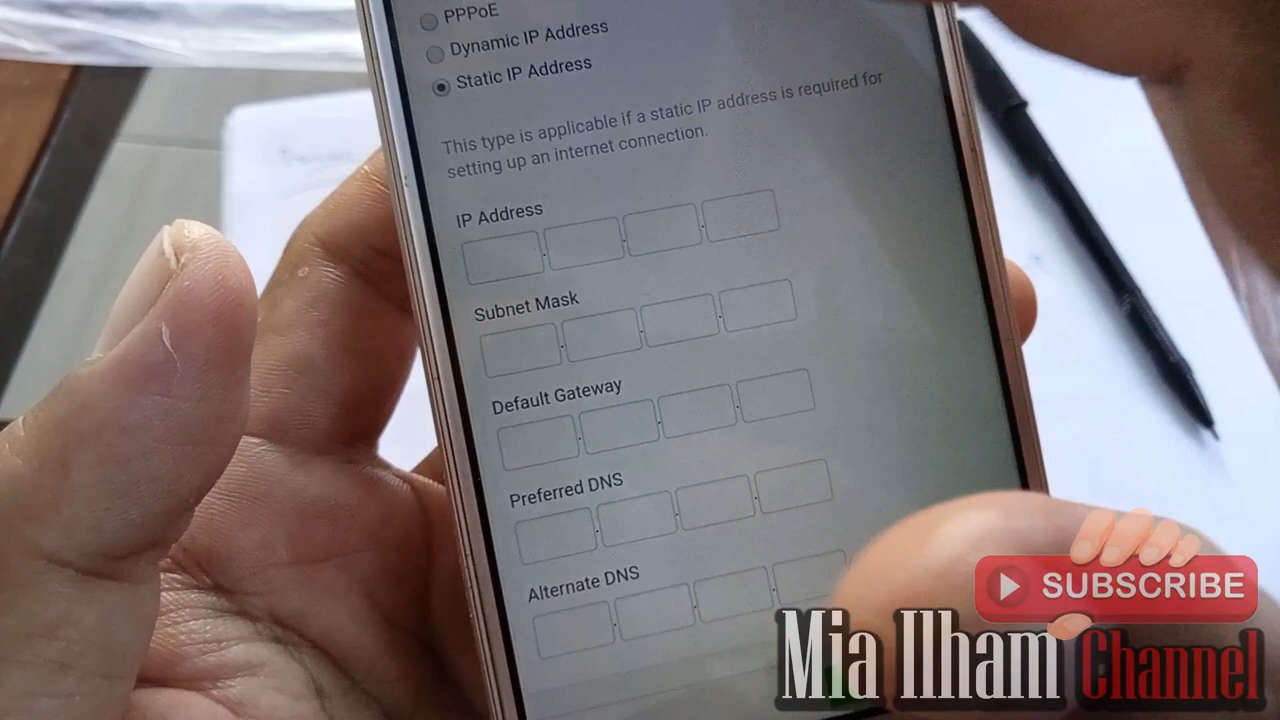 PPPoE
Dynamic IP Address
Static IP Address
This type is applicable if a static IP address is required for
setting up an internet connection.
IP Address
Subnet Mask
Default Gateway
Preferred DNS
Alternate DNS
SUBSCRIBE
Mia Ilham Channel